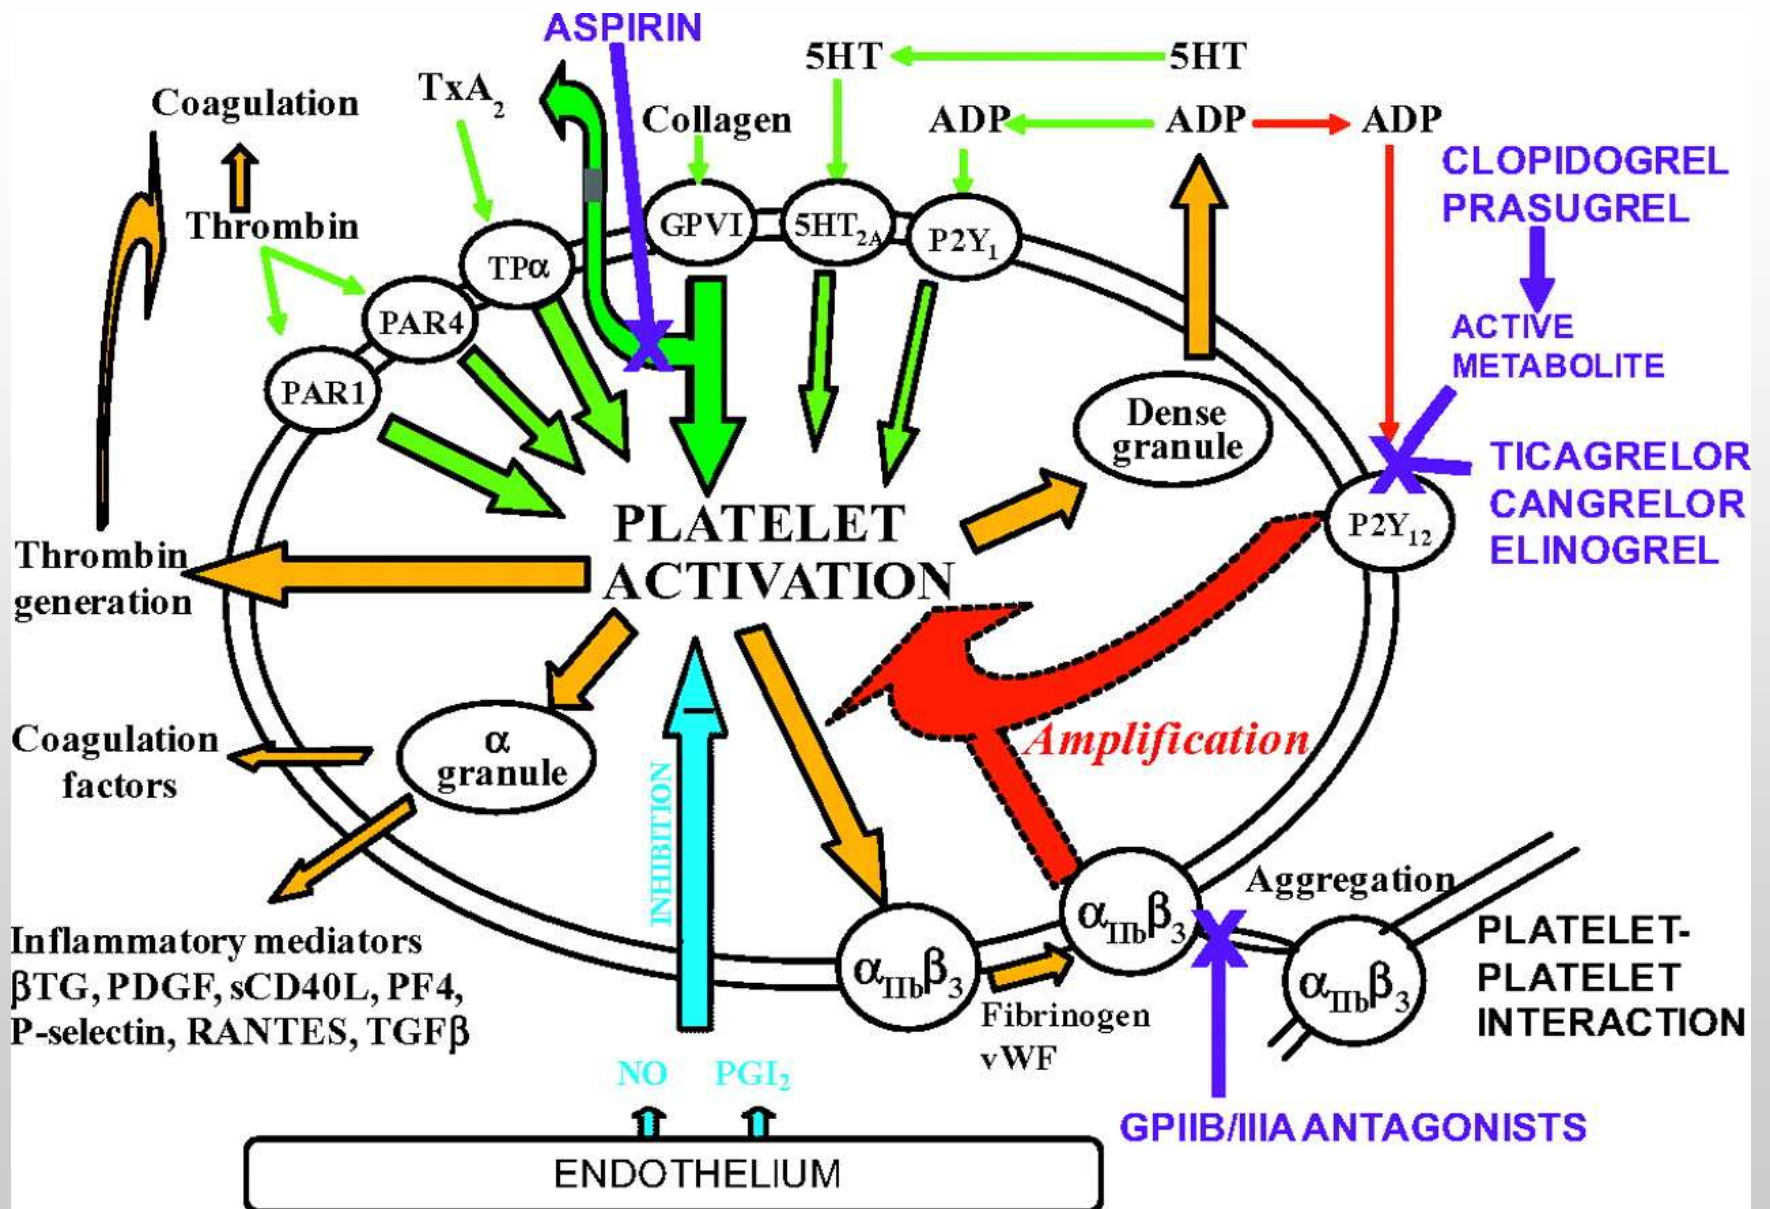 ASPIRIN
5HT
5HT
TxA2
Coagulation
Collagen
ADP
ADP
ADP
CLOPIDOGREL
PRASUGREL
Thrombin
GPVI
5HT2A
P2Y1
TPα
PAR4
PAR1
ACTIVE
METABOLITE
Dense
granule
TICAGRELOR
CANGRELOR
ELINOGREL
P2Y12
PLATELET
ACTIVATION
Thrombin
generation
Coagulation
factors
α
granule
Amplification
INHIBITION
Aggregation
αIIbβ3
αIIbβ3
αIIbβ3
PLATELET-
PLATELET
INTERACTION
Inflammatory mediators
βTG, PDGF, sCD40L, PF4,
P-selectin, RANTES, TGFβ
Fibrinogen
vWF
NO
PGI2
GPIIB/IIIA ANTAGONISTS
ENDOTHELIUM